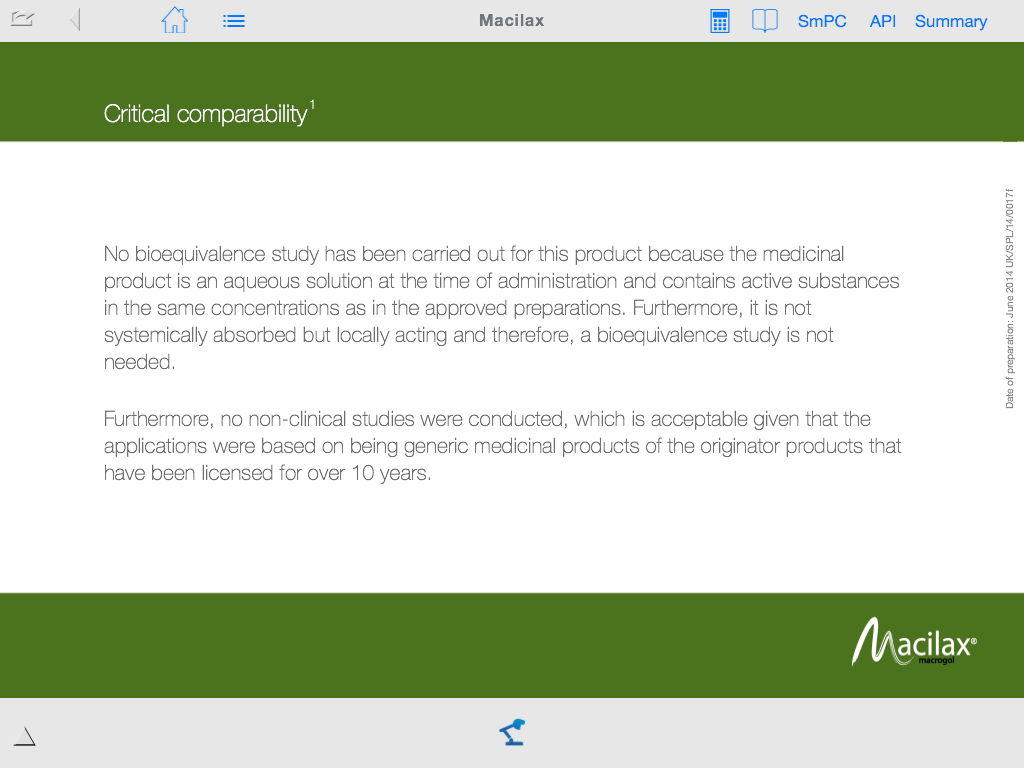 Macilax
SmPC
API
Summary
Critical comparability1
No bioequivalence study has been carried out for this product because the medicinal
product is an aqueous solution at the time of administration and contains active substances
in the same concentrations as in the approved preparations. Furthermore, it is not
systemically absorbed but locally acting and therefore, a bioequivalence study is not
needed.
Furthermore, no non-clinical studies were conducted, which is acceptable given that the
applications were based on being generic medicinal products of the originator products that
have been licensed for over 10 years.
Date of preparation: June 2014 UK/SPL/14/0017f
Macilax®
macrogol